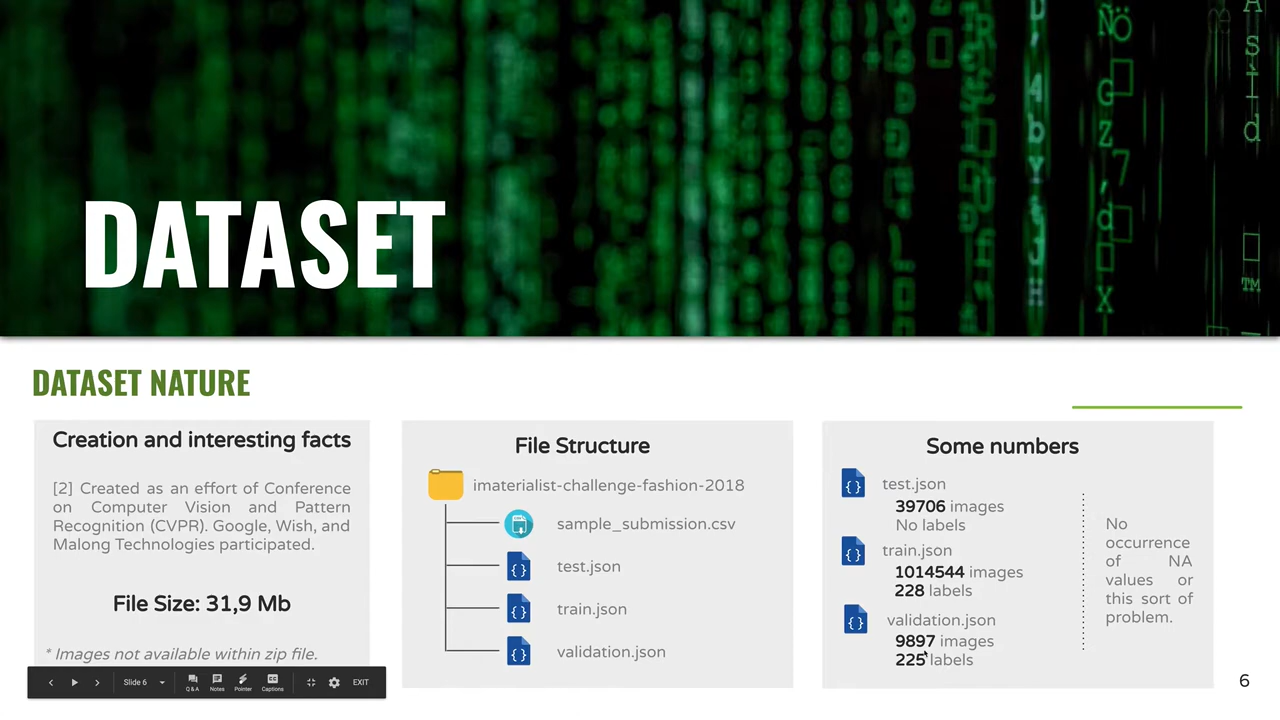 DATASET
DATASET NATURE
Creation and interesting facts
[2] Created as an effort of Conference
on Computer Vision and Pattern
Recognition (CVPR). Google, Wish, and
Malong Technologies participated.
File Size: 31,9 Mb
* Images not available within zip file.
Slide 6
Q & A
Notes
Pointer
Captions
EXIT
File Structure
imaterialist-challenge-fashion-2018
sample_submission.csv
test.json
train.json
validation.json
Some numbers
test.json
39706 images
No labels
train.json
1014544 images
228 labels
validation.json
9897 images
225 labels
No
occurrence
of NA
values or
this sort of
problem.
6